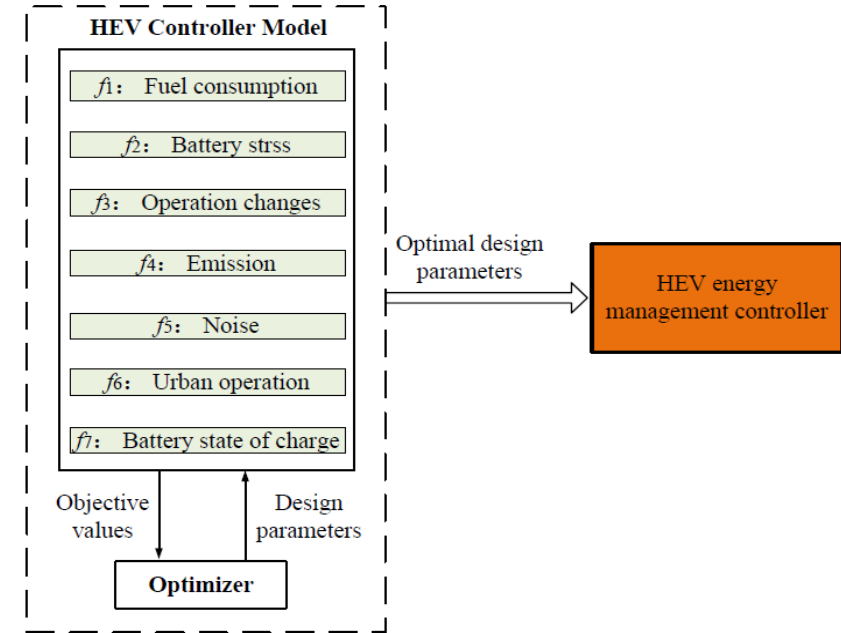 HEV Controller Model
f1： Fuel consumption
f2： Battery strss
f3： Operation changes
f4： Emission
f5： Noise
f6： Urban operation
f7： Battery state of charge
Objective
values
Design
parameters
Optimizer
Optimal design
parameters
HEV energy
management controller